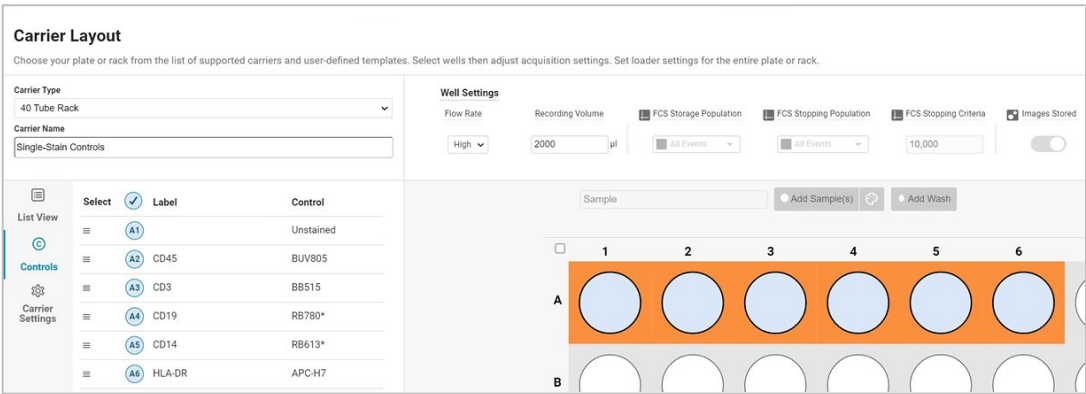 Carrier Layout
Choose your plate or rack from the list of supported carriers and user-defined templates. Select wells then adjust acquisition settings. Set loader settings for the entire plate or rack.
Carrier Type
40 Tube Rack
Carrier Name
Single-Stain Controls
Well Settings
Flow Rate Recording Volume FCS Storage Population FCS Stopping Population FCS Stopping Criteria Images Stored
High 2000 µl All Events All Events 10,000
List View
Controls
Carrier Settings
Select Label Control
A1 Unstained
A2 CD45 BUV805
A3 CD3 BB515
A4 CD19 RB780*
A5 CD14 RB613*
A6 HLA-DR APC-H7
Sample Add Sample(s) Add Wash
1 2 3 4 5 6
A
B